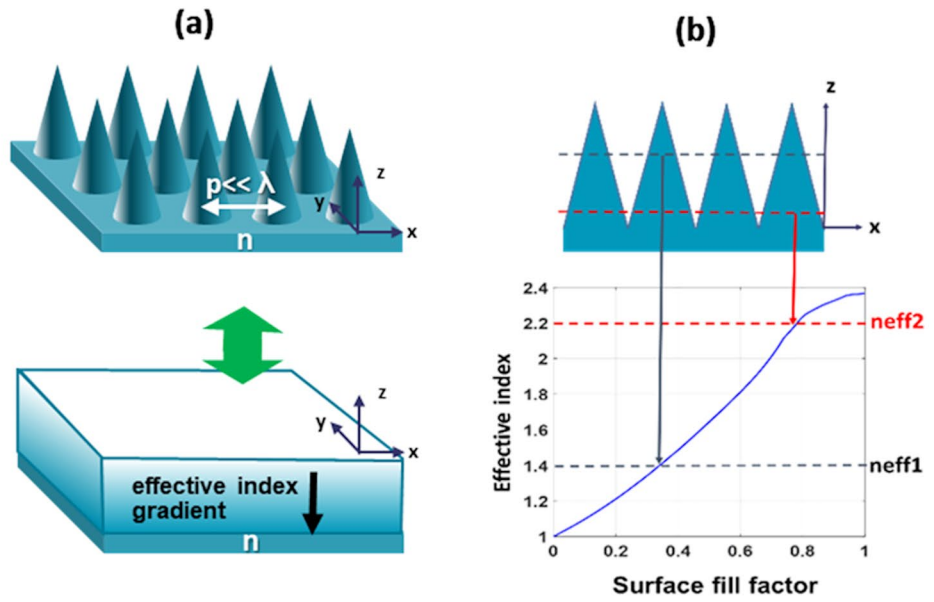 (a)
p<< λ
z
y
x
n
z
y
x
effective index
gradient
n
(b)
z
x
2.4
2.2
2
1.8
1.6
1.4
1.2
1
neff2
neff1
Effective index
0
0.2
0.4
0.6
0.8
1
Surface fill factor